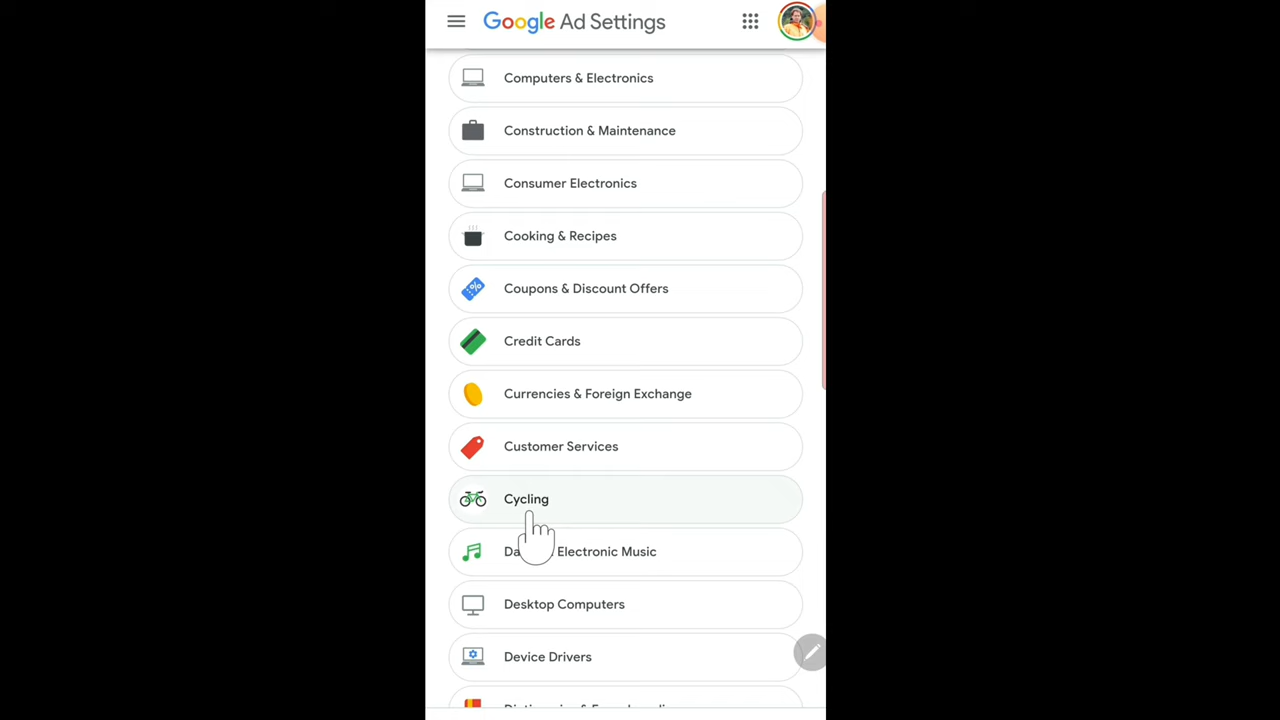 Google Ad Settings
Computers & Electronics
Construction & Maintenance
Consumer Electronics
Cooking & Recipes
Coupons & Discount Offers
Credit Cards
Currencies & Foreign Exchange
Customer Services
Cycling
Electronic Music
Desktop Computers
Device Drivers